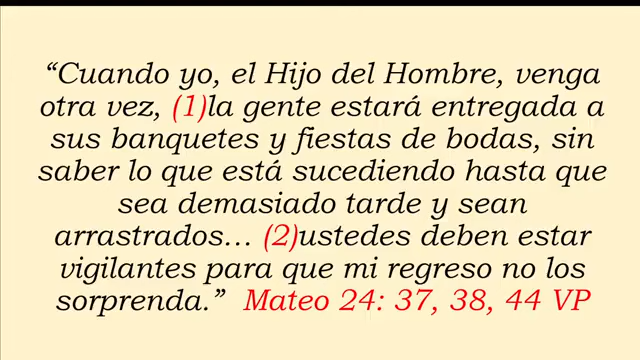 “Cuando yo, el Hijo del Hombre, venga
otra vez, (1)la gente estará entregada a
sus banquetes y fiestas de bodas, sin
saber lo que está sucediendo hasta que
sea demasiado tarde y sean
arrastrados… (2)ustedes deben estar
vigilantes para que mi regreso no los
sorprenda.” Mateo 24: 37, 38, 44 VP